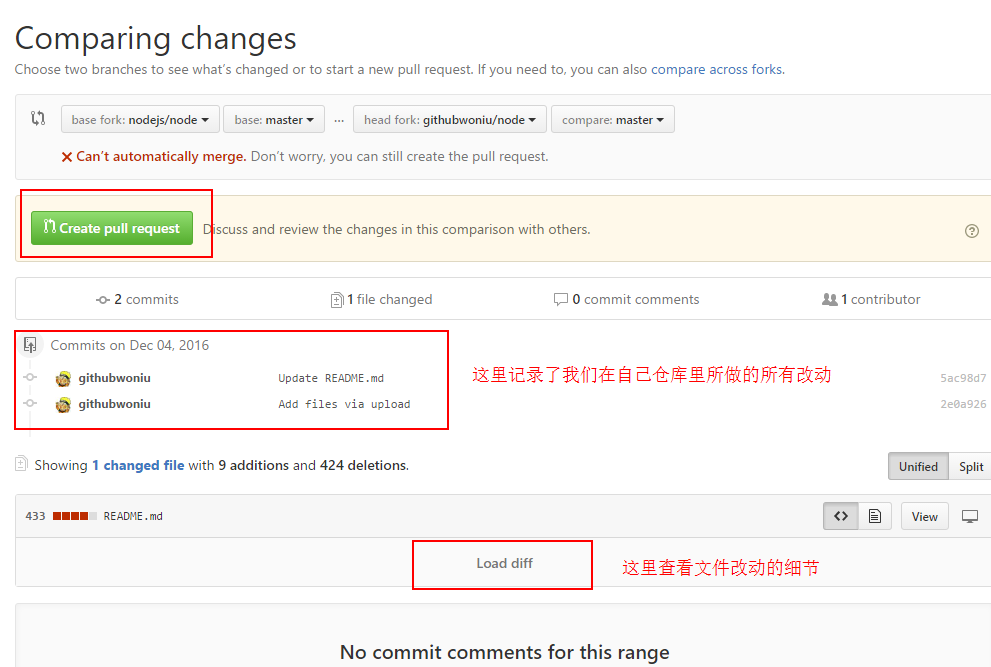 Comparing changes
Choose two branches to see what's changed or to start a new pull request. If you need to, you can also compare across forks.
base fork: nodejs/node base: master ... head fork: githubwoniu/node compare: master
Can't automatically merge. Don't worry, you can still create the pull request.
Create pull request Discuss and review the changes in this comparison with others.
2 commits 1 file changed 0 commit comments 1 contributor
Commits on Dec 04, 2016
githubwoniu Update README.md 这里记录了我们在自己仓库里所做的所有改动 5ac98d7
githubwoniu Add files via upload 2e0a926
Showing 1 changed file with 9 additions and 424 deletions. Unified Split
433 README.md <> View
Load diff 这里查看文件改动的细节
No commit comments for this range